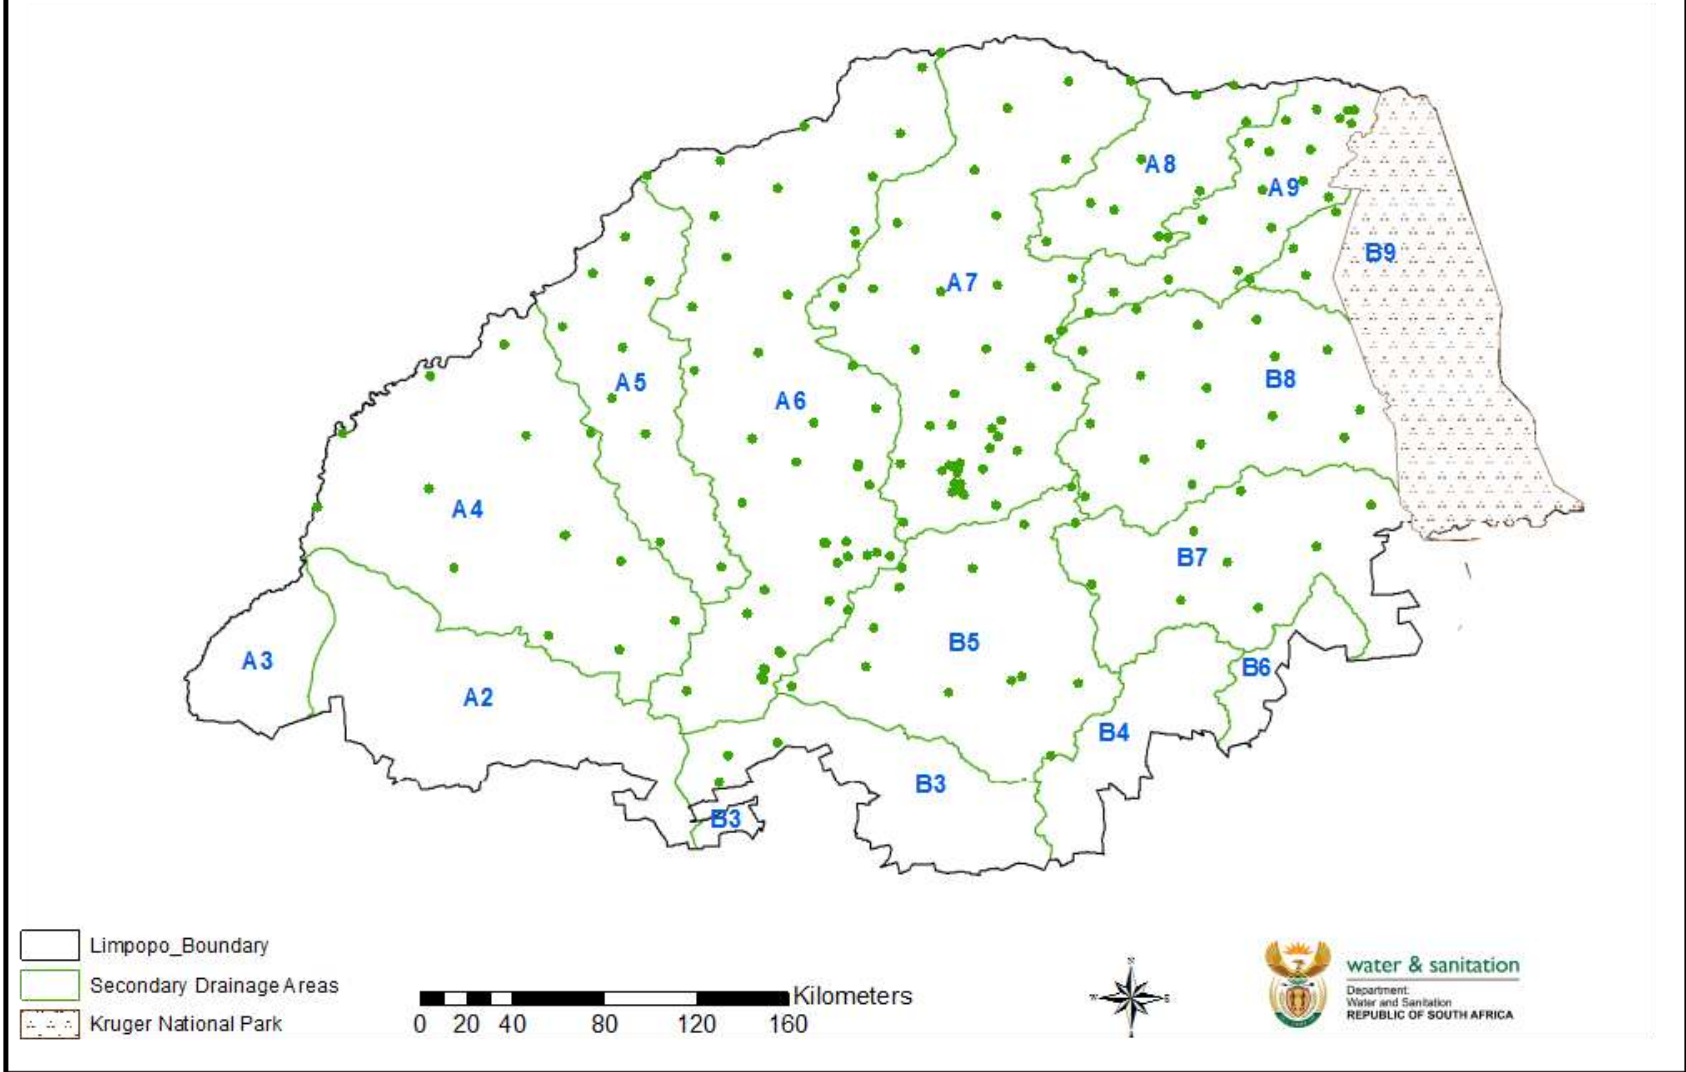 A8
A9
B9
A7
A5
B8
A6
A4
B7
B5
A3
B6
A2
B4
B3
B3
Limpopo_Boundary
Secondary Drainage Areas
Kruger National Park
Kilometers
0 20 40 80 120 160
N
W E
S
water & sanitation
Department:
Water and Sanitation
REPUBLIC OF SOUTH AFRICA